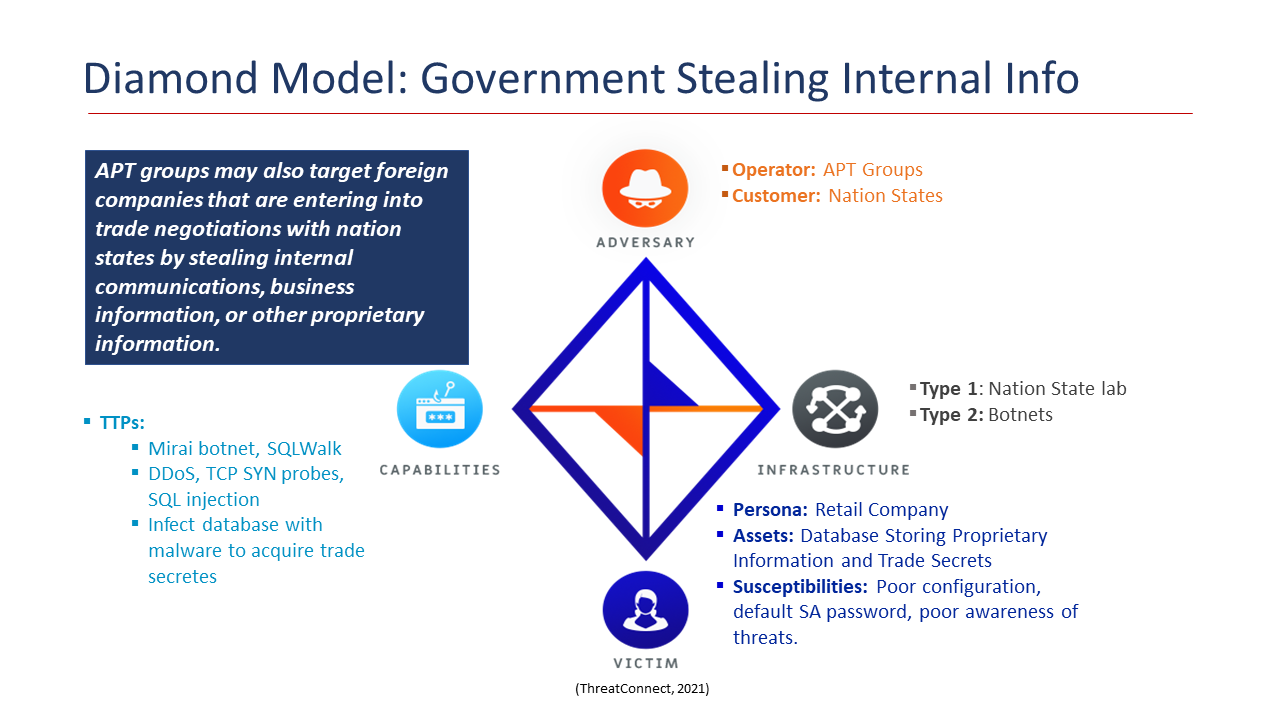 Diamond Model: Government Stealing Internal Info
APT groups may also target foreign
companies that are entering into
trade negotiations with nation
states by stealing internal
communications, business
information, or other proprietary
information.
▪ Operator: APT Groups
▪ Customer: Nation States
ADVERSARY
▪ Type 1: Nation State lab
▪ Type 2: Botnets
▪ TTPs:
▪ Mirai botnet, SQLWalk
▪ DDoS, TCP SYN probes,
SQL injection
▪ Infect database with
malware to acquire trade
secretes
CAPABILITIES
INFRASTRUCTURE
▪ Persona: Retail Company
▪ Assets: Database Storing Proprietary
Information and Trade Secrets
▪ Susceptibilities: Poor configuration,
default SA password, poor awareness of
threats.
VICTIM
(ThreatConnect, 2021)